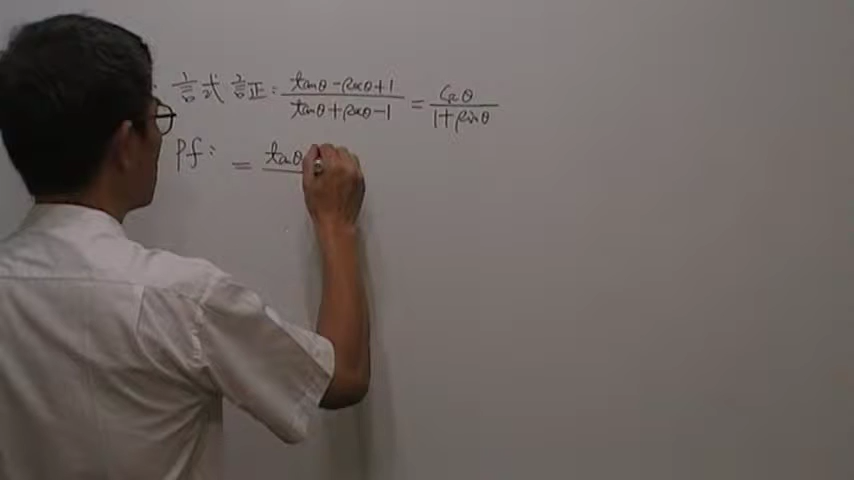 試證: (tanθ-secθ+1)/(tanθ+secθ-1) = cosθ/(1+sinθ)
pf: = tanθ